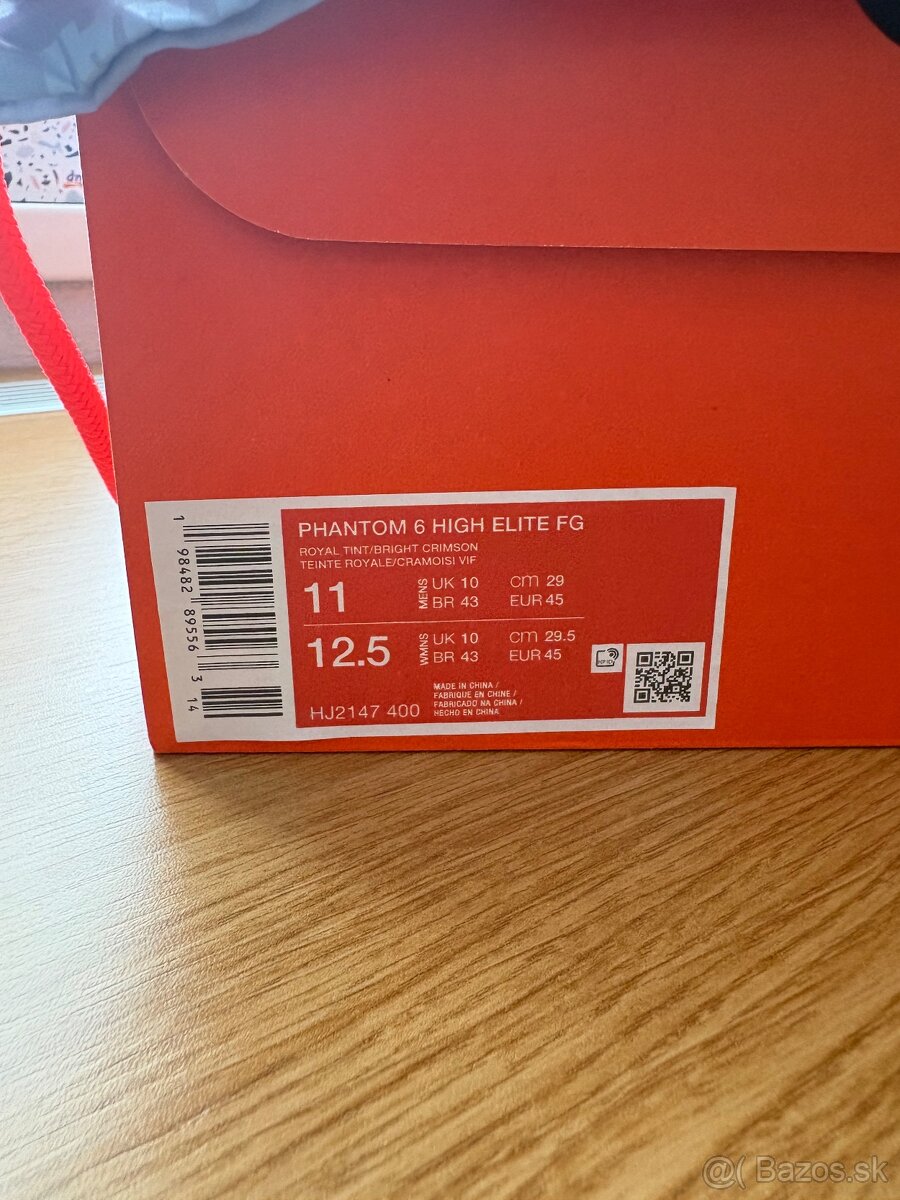 PHANTOM 6 HIGH ELITE FG
ROYAL TINT/BRIGHT CRIMSON
TEINTE ROYALE/CRAMOISI VIF
11 MENS UK 10 CM 29
BR 43 EUR 45
12.5 WMNS UK 10 CM 29.5
BR 43 EUR 45
MADE IN CHINA /
FABRIQUE EN CHINE /
FABRICADO NA CHINA /
HECHO EN CHINA
HJ2147 400
1 98482 89556 3 14
@( Bazos.sk